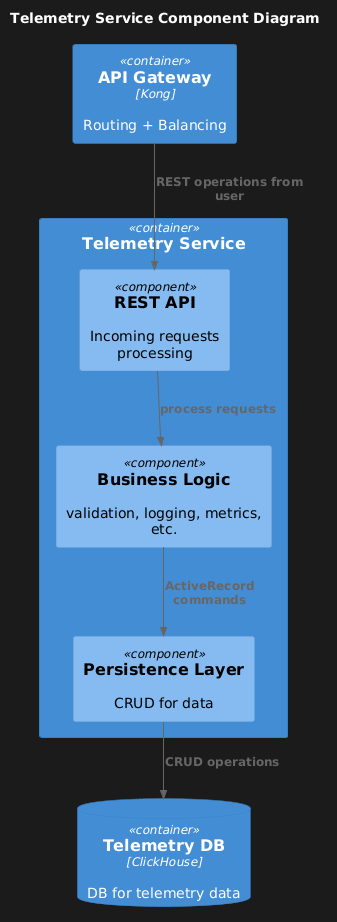 Telemetry Service Component Diagram
«container»
API Gateway
[Kong]
Routing + Balancing
REST operations from
user
«container»
Telemetry Service
«component»
REST API
Incoming requests
processing
process requests
«component»
Business Logic
validation, logging, metrics,
etc.
ActiveRecord
commands
«component»
Persistence Layer
CRUD for data
CRUD operations
«container»
Telemetry DB
[ClickHouse]
DB for telemetry data